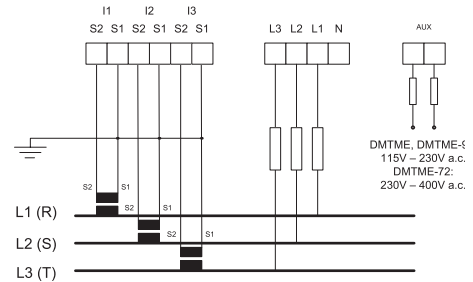 I1 I2 I3
S2 S1 S2 S1 S2 S1 L3 L2 L1 N AUX
DMTME, DMTME-9
115V – 230V a.c.
DMTME-72:
230V – 400V a.c.
S2 S1
L1 (R) S2 S1
L2 (S) S2 S1
L3 (T)